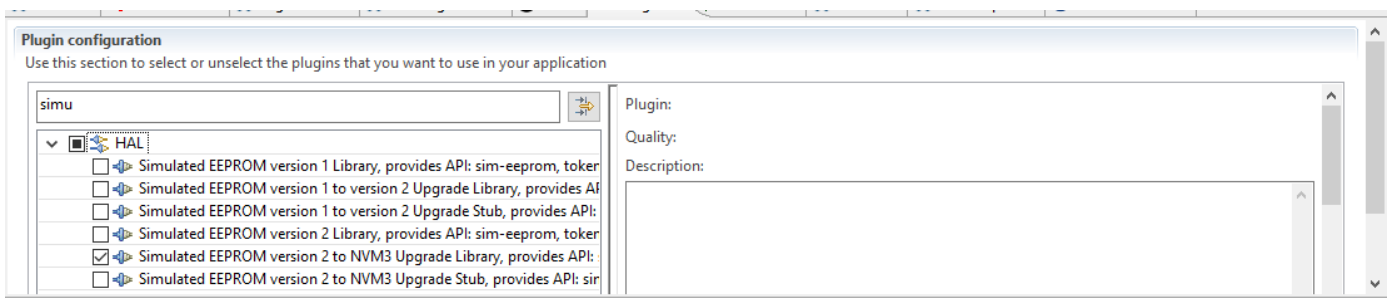 Plugin configuration
Use this section to select or unselect the plugins that you want to use in your application
simu
Plugin:
HAL
Quality:
Simulated EEPROM version 1 Library, provides API: sim-eeprom, token
Description:
Simulated EEPROM version 1 to version 2 Upgrade Library, provides AP
Simulated EEPROM version 1 to version 2 Upgrade Stub, provides API:
Simulated EEPROM version 2 Library, provides API: sim-eeprom, token
Simulated EEPROM version 2 to NVM3 Upgrade Library, provides API:
Simulated EEPROM version 2 to NVM3 Upgrade Stub, provides API: sim